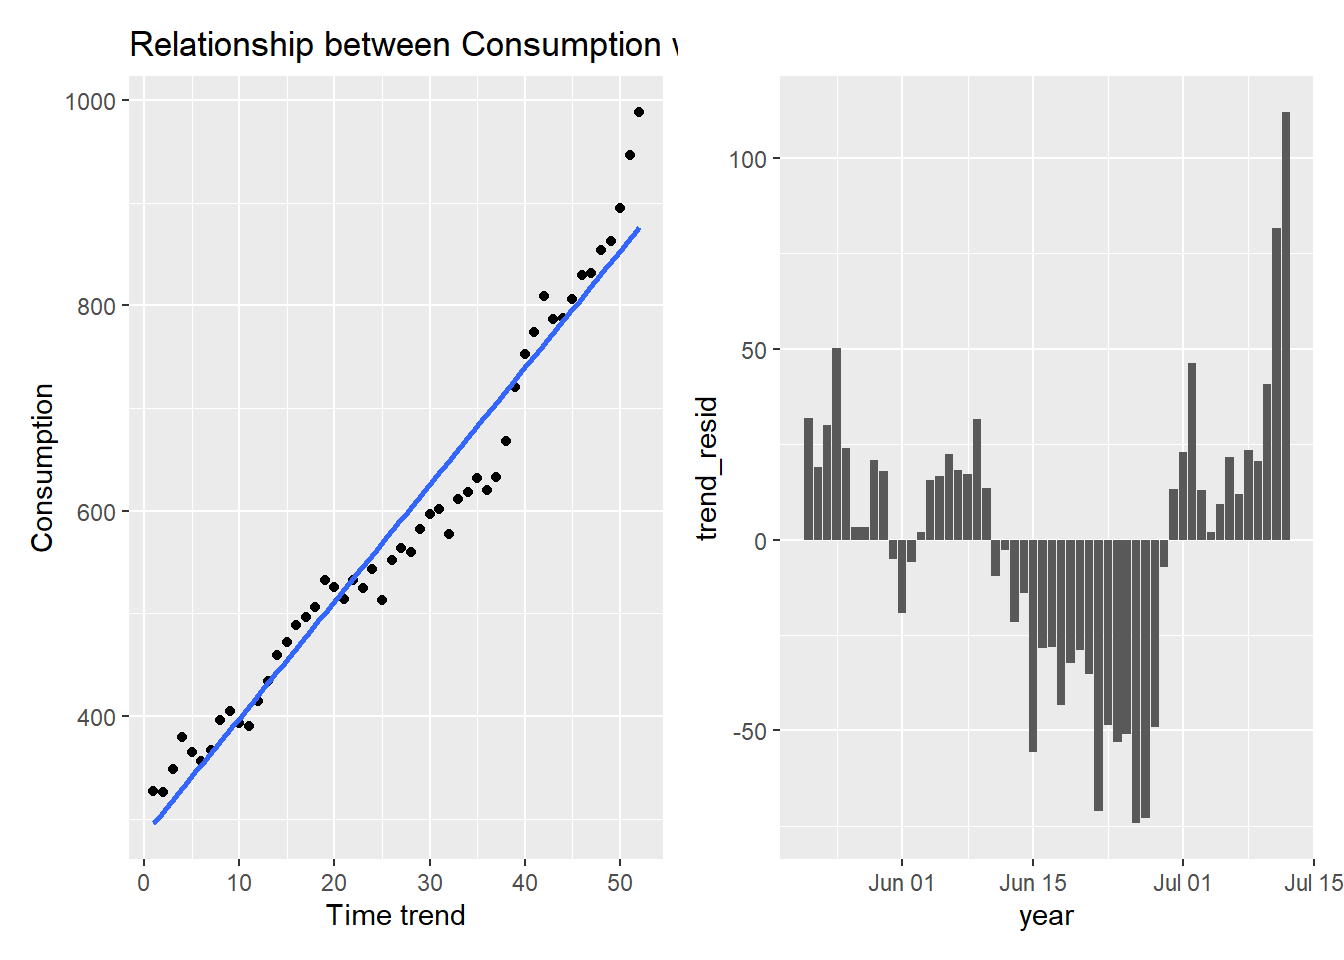 Relationship between Consumption
1000
800
600
400
Consumption
0 10 20 30 40 50
Time trend
100
50
0
-50
trend_resid
Jun 01 Jun 15 Jul 01 Jul 15
year